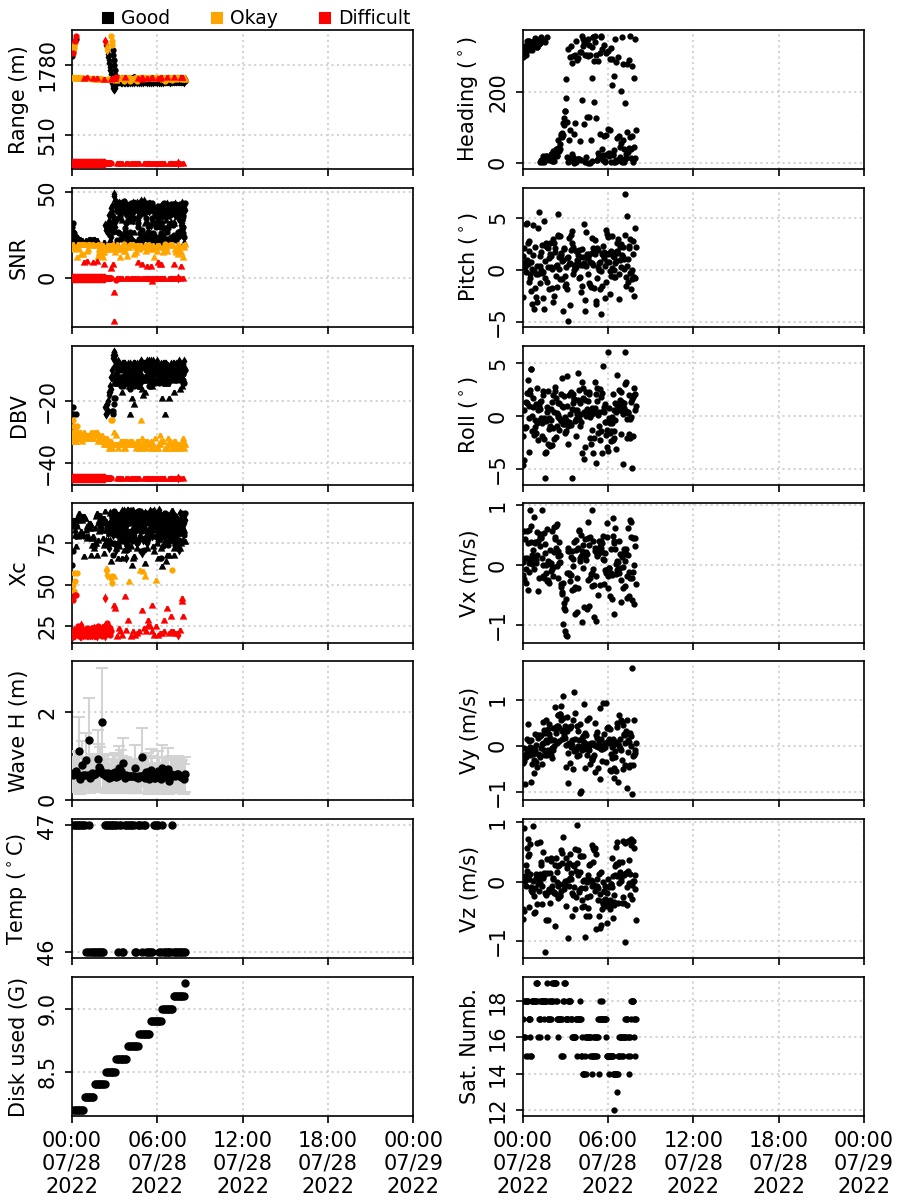 Good Okay Difficult
Range (m)
1780
510
Heading (°)
200
0
SNR
50
0
Pitch (°)
5
0
−5
DBV
−20
−40
Roll (°)
5
0
−5
Xc
75
50
25
Vx (m/s)
1
0
−1
Wave H (m)
2
0
Vy (m/s)
1
0
−1
Temp (°C)
47
46
Vz (m/s)
1
0
−1
Disk used (G)
9.0
8.5
Sat. Numb.
18
16
14
12
00:00 06:00 12:00 18:00 00:00
07/28 07/28 07/28 07/28 07/29
2022 2022 2022 2022 2022
00:00 06:00 12:00 18:00 00:00
07/28 07/28 07/28 07/28 07/29
2022 2022 2022 2022 2022